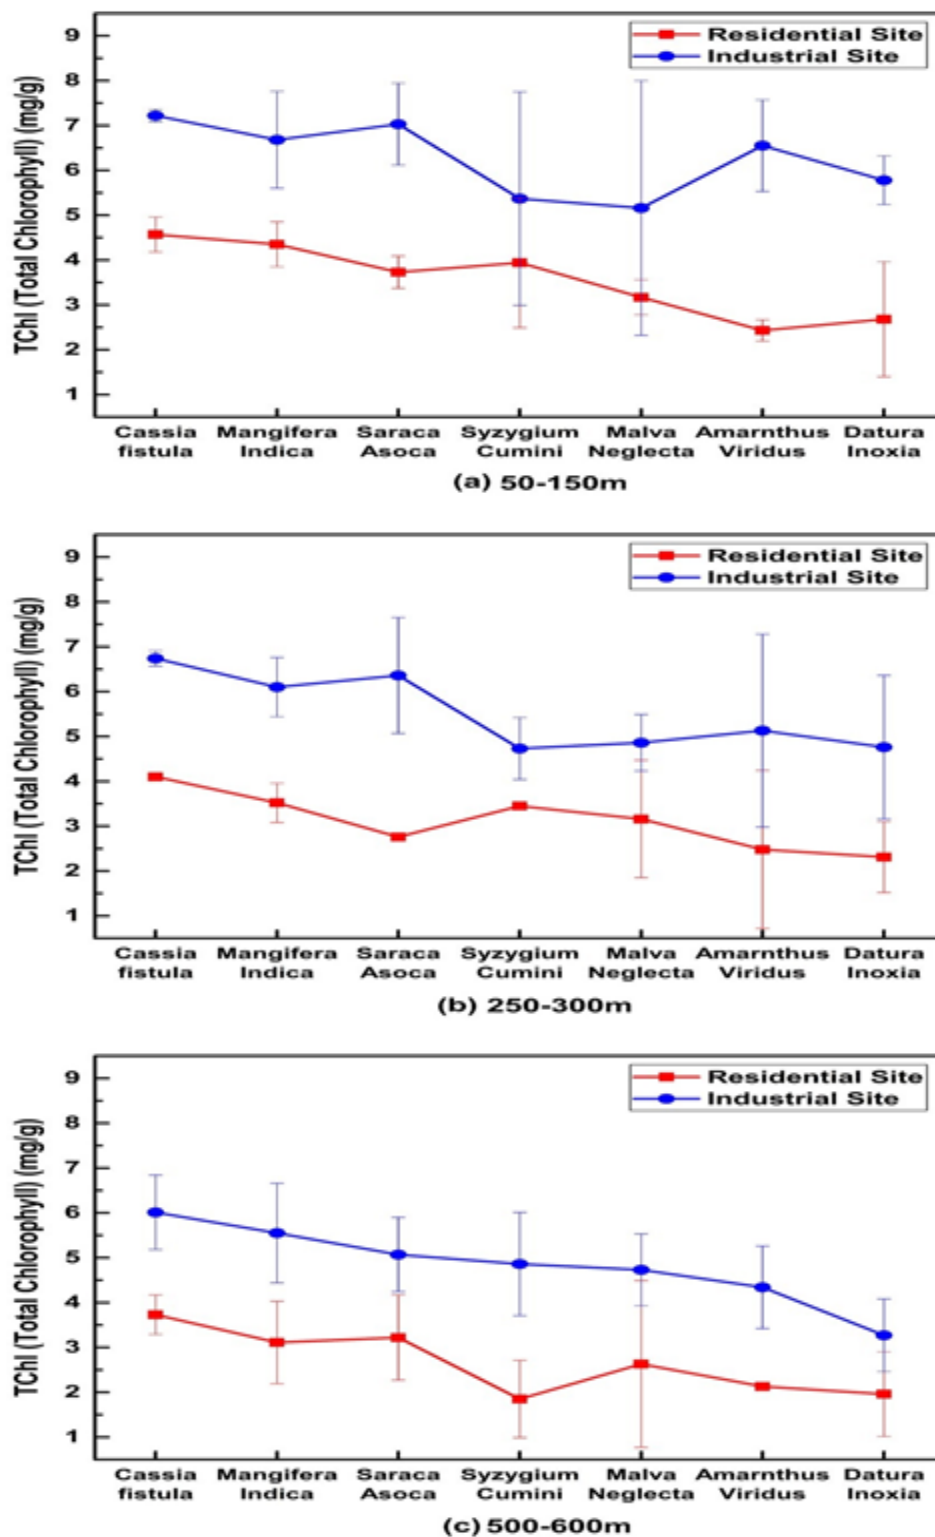 TChl (Total Chlorophyll) (mg/g)
9
8
7
6
5
4
3
2
1
Residential Site
Industrial Site
Cassia fistula
Mangifera Indica
Saraca Asoca
Syzygium Cumini
Malva Neglecta
Amarnthus Viridus
Datura Inoxia
(a) 50-150m
TChl (Total Chlorophyll) (mg/g)
9
8
7
6
5
4
3
2
1
Residential Site
Industrial Site
Cassia fistula
Mangifera Indica
Saraca Asoca
Syzygium Cumini
Malva Neglecta
Amarnthus Viridus
Datura Inoxia
(b) 250-300m
TChl (Total Chlorophyll) (mg/g)
9
8
7
6
5
4
3
2
1
Residential Site
Industrial Site
Cassia fistula
Mangifera Indica
Saraca Asoca
Syzygium Cumini
Malva Neglecta
Amarnthus Viridus
Datura Inoxia
(c) 500-600m